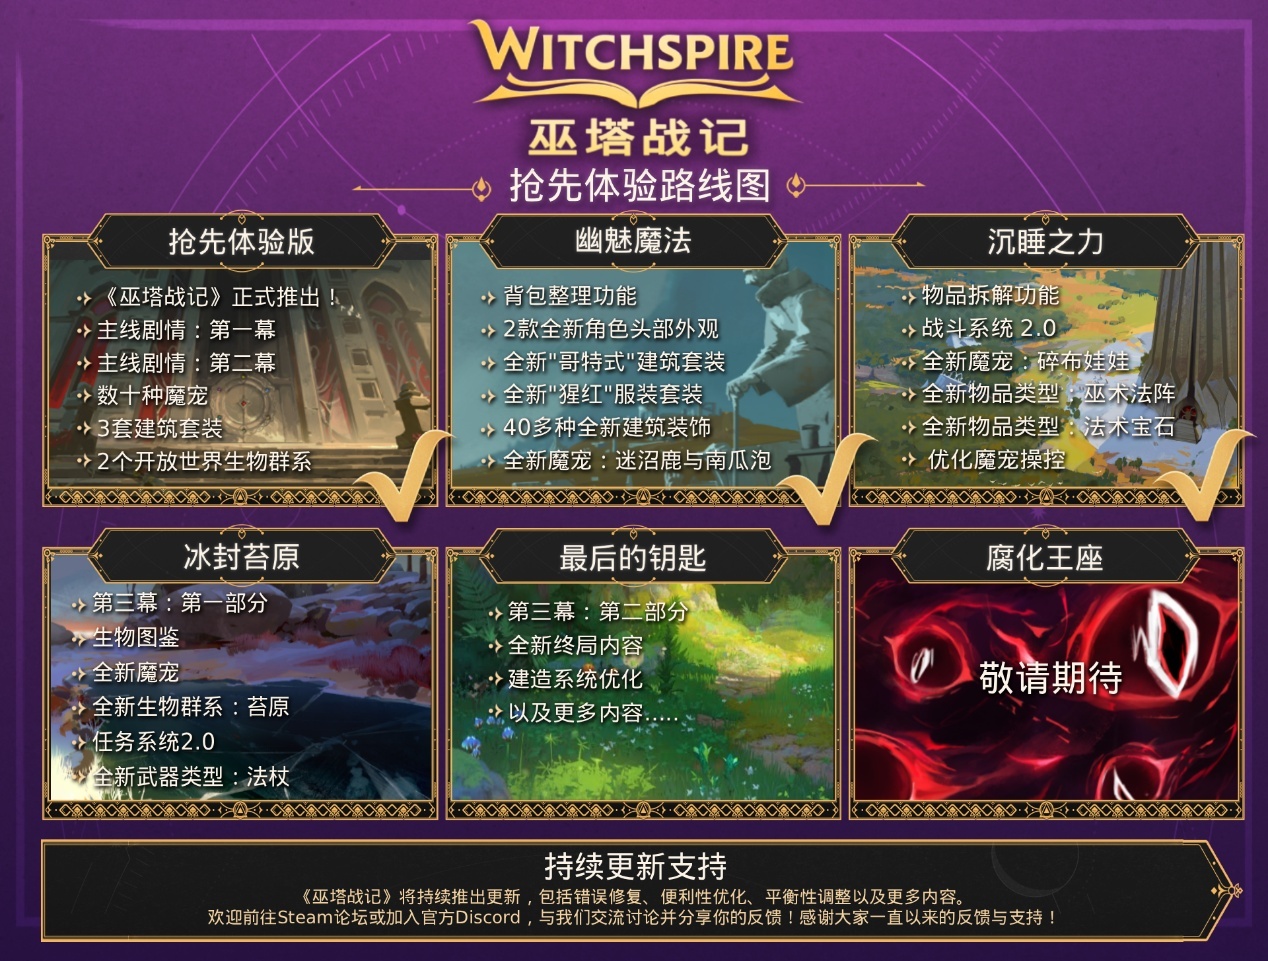 WITCHSPIRE
巫塔战记
抢先体验路线图
抢先体验版
《巫塔战记》正式推出！
主线剧情：第一幕
主线剧情：第二幕
数十种魔宠
3套建筑套装
2个开放世界生物群系
幽魅魔法
背包整理功能
2款全新角色头部外观
全新"哥特式"建筑套装
全新"猩红"服装套装
40多种全新建筑装饰
全新魔宠：迷沼鹿与南瓜泡
沉睡之力
物品拆解功能
战斗系统 2.0
全新魔宠：碎布娃娃
全新物品类型：巫术法阵
全新物品类型：法术宝石
优化魔宠操控
冰封苔原
第三幕：第一部分
生物图鉴
全新魔宠
全新生物群系：苔原
任务系统2.0
全新武器类型：法杖
最后的钥匙
第三幕：第二部分
全新终局内容
建造系统优化
以及更多内容.....
腐化王座
敬请期待
持续更新支持
《巫塔战记》将持续推出更新，包括错误修复、便利性优化、平衡性调整以及更多内容。
欢迎前往Steam论坛或加入官方Discord，与我们交流讨论并分享你的反馈！感谢大家一直以来的反馈与支持！